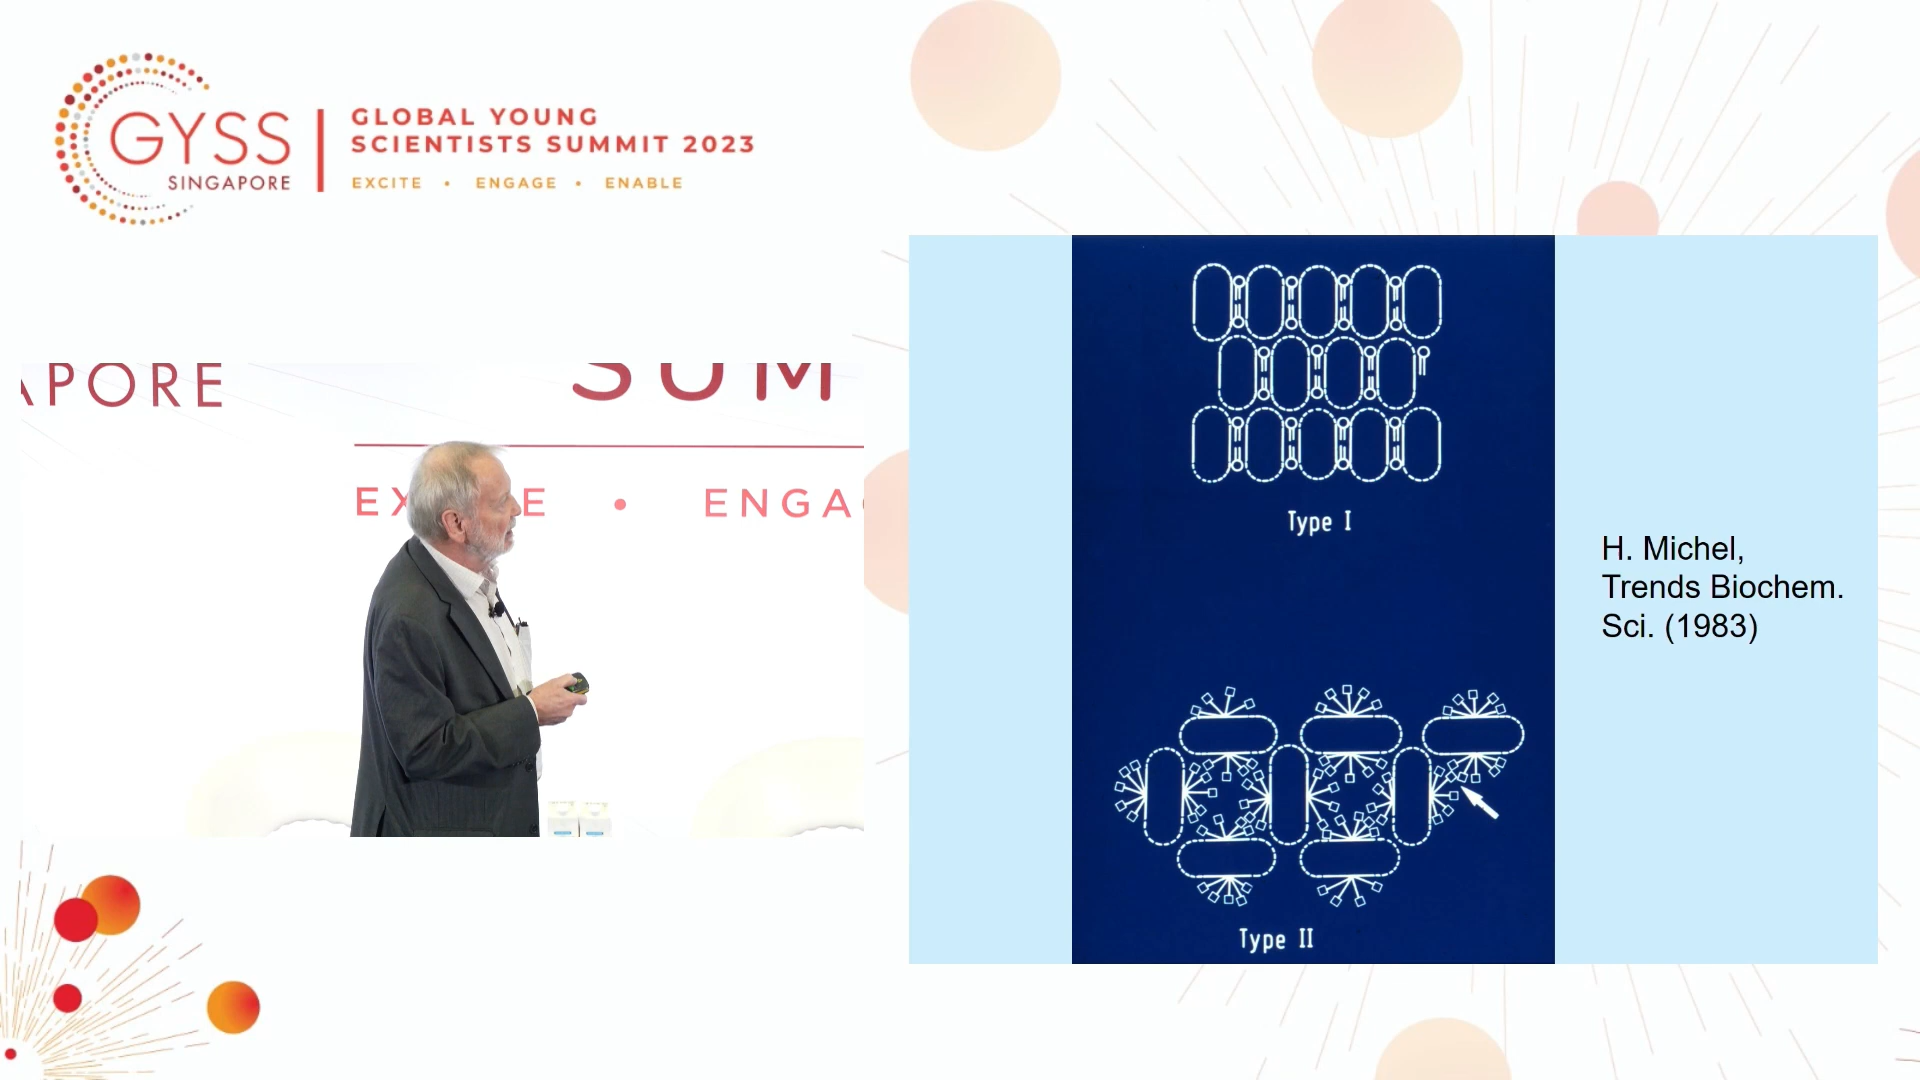 GYSS
SINGAPORE
GLOBAL YOUNG
SCIENTISTS SUMMIT 2023
EXCITE • ENGAGE • ENABLE
APORE
SUM
EX E • ENGA
Type I
H. Michel,
Trends Biochem.
Sci. (1983)
Type II